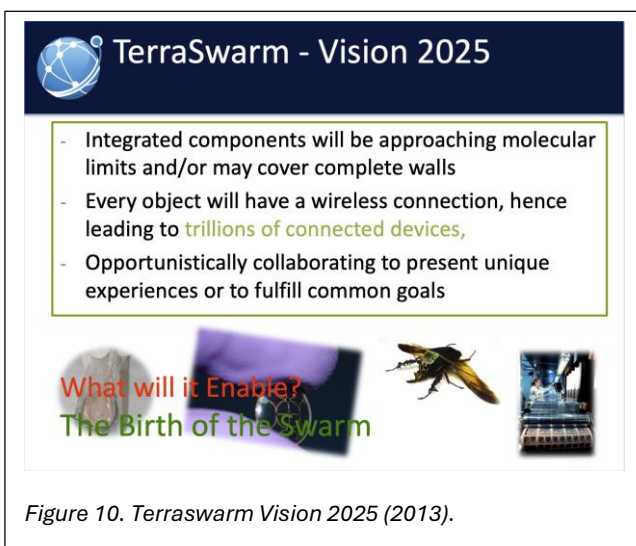 TerraSwarm - Vision 2025
- Integrated components will be approaching molecular
limits and/or may cover complete walls
- Every object will have a wireless connection, hence
leading to trillions of connected devices,
- Opportunistically collaborating to present unique
experiences or to fulfill common goals
What will it Enable?
The Birth of the Swarm
Figure 10. Terraswarm Vision 2025 (2013).